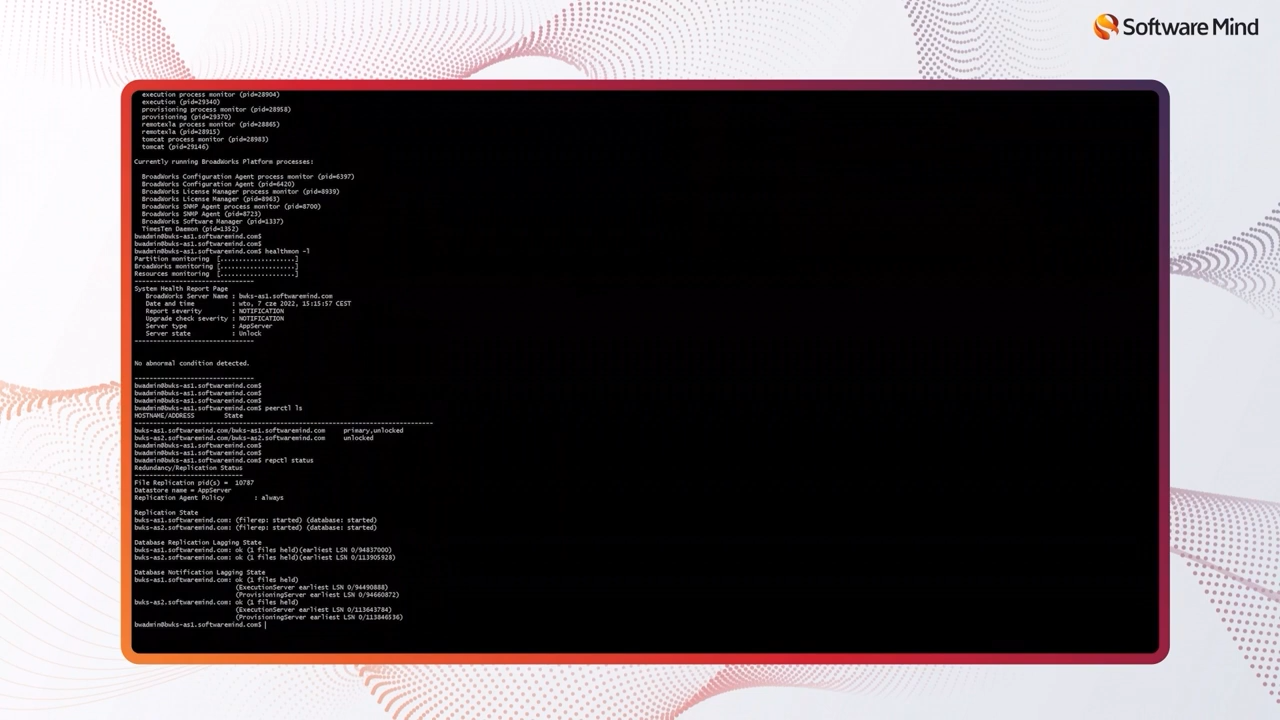 Software Mind
execution process monitor (pid=28904)
execution (pid=29340)
provisioning process monitor (pid=28958)
provisioning (pid=29370)
remotexla process monitor (pid=28865)
remotexla (pid=28915)
tomcat process monitor (pid=28983)
tomcat (pid=29146)
Currently running BroadWorks Platform processes:
BroadWorks Configuration Agent process monitor (pid=6397)
BroadWorks Configuration Agent (pid=6420)
BroadWorks License Manager process monitor (pid=8939)
BroadWorks License Manager (pid=8963)
BroadWorks SNMP Agent process monitor (pid=8700)
BroadWorks SNMP Agent (pid=8723)
BroadWorks Software Manager (pid=1337)
TimesTen Daemon (pid=1352)
bwadmin@bwks-as1.softwaremind.com$
bwadmin@bwks-as1.softwaremind.com$
bwadmin@bwks-as1.softwaremind.com$ healthmon -l
Partition monitoring [....................]
BroadWorks monitoring [....................]
Resources monitoring [....................]
--------------------------------
System Health Report Page
BroadWorks Server Name : bwks-as1.softwaremind.com
Date and time : wto, 7 cze 2022, 15:15:57 CEST
Report severity : NOTIFICATION
Upgrade check severity : NOTIFICATION
Server type : AppServer
Server state : Unlock
--------------------------------
No abnormal condition detected.
--------------------------------
bwadmin@bwks-as1.softwaremind.com$
bwadmin@bwks-as1.softwaremind.com$
bwadmin@bwks-as1.softwaremind.com$
bwadmin@bwks-as1.softwaremind.com$ peerctl ls
HOSTNAME/ADDRESS State
--------------------------------------------------------------------------------
bwks-as1.softwaremind.com/bwks-as1.softwaremind.com primary,unlocked
bwks-as2.softwaremind.com/bwks-as2.softwaremind.com unlocked
bwadmin@bwks-as1.softwaremind.com$
bwadmin@bwks-as1.softwaremind.com$
bwadmin@bwks-as1.softwaremind.com$ repctl status
Redundancy/Replication Status
-----------------------------
File Replication pid(s) = 10787
Datastore name = AppServer
Replication Agent Policy : always
Replication State
bwks-as1.softwaremind.com: (filerep: started) (database: started)
bwks-as2.softwaremind.com: (filerep: started) (database: started)
Database Replication Lagging State
bwks-as1.softwaremind.com: ok (1 files held)(earliest LSN 0/94837000)
bwks-as2.softwaremind.com: ok (1 files held)(earliest LSN 0/113905928)
Database Notification Lagging State
bwks-as1.softwaremind.com: ok (1 files held)
(ExecutionServer earliest LSN 0/94490888)
(ProvisioningServer earliest LSN 0/94660872)
bwks-as2.softwaremind.com: ok (1 files held)
(ExecutionServer earliest LSN 0/113643784)
(ProvisioningServer earliest LSN 0/113846536)
bwadmin@bwks-as1.softwaremind.com$